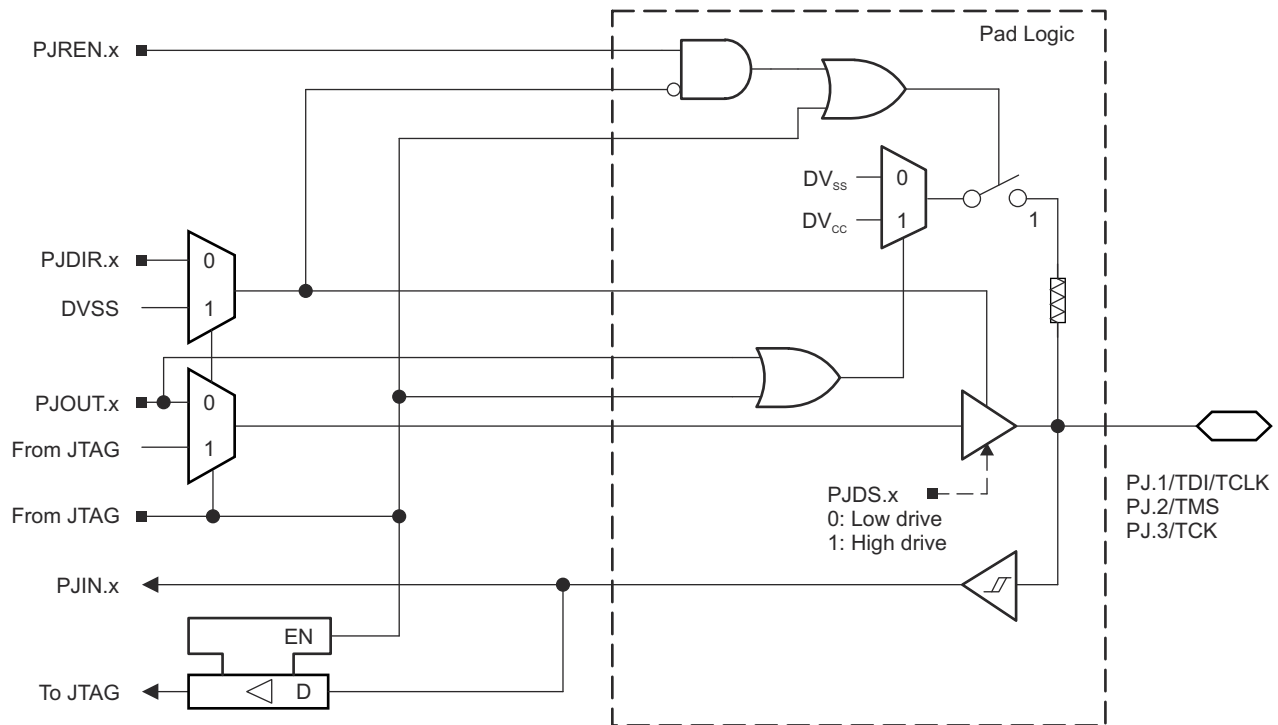 Pad Logic
PJREN.x
DVSS
0
DVCC
1
1
PJDIR.x
0
DVSS
1
PJOUT.x
0
From JTAG
1
From JTAG
PJDS.x
0: Low drive
1: High drive
PJ.1/TDI/TCLK
PJ.2/TMS
PJ.3/TCK
PJIN.x
EN
To JTAG
D